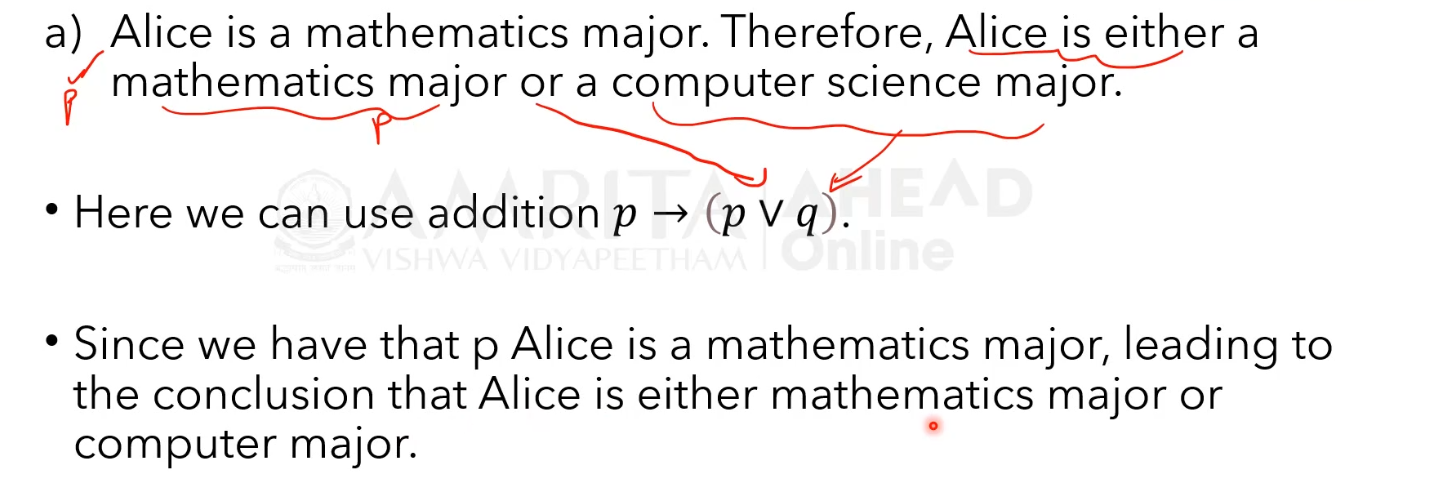 a) Alice is a mathematics major. Therefore, Alice is either a
mathematics major or a computer science major.
p
p
AMRITA AHEAD
• Here we can use addition p → (p ∨ q).
VISHWA VIDYAPEETHAM Online
• Since we have that p Alice is a mathematics major, leading to
the conclusion that Alice is either mathematics major or
computer major.